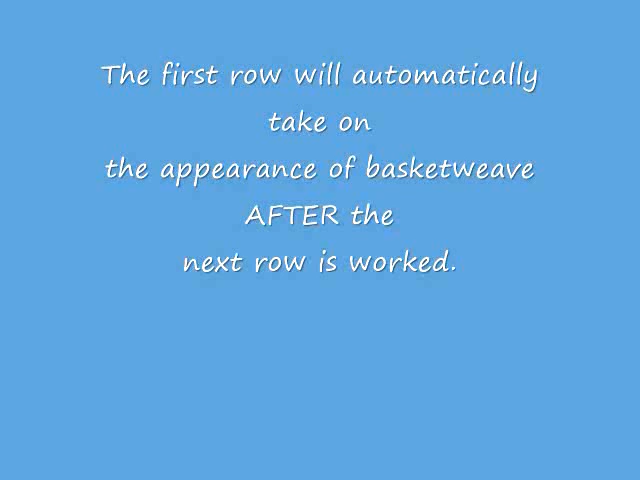 The first row will automatically
take on
the appearance of basketweave
AFTER the
next row is worked.